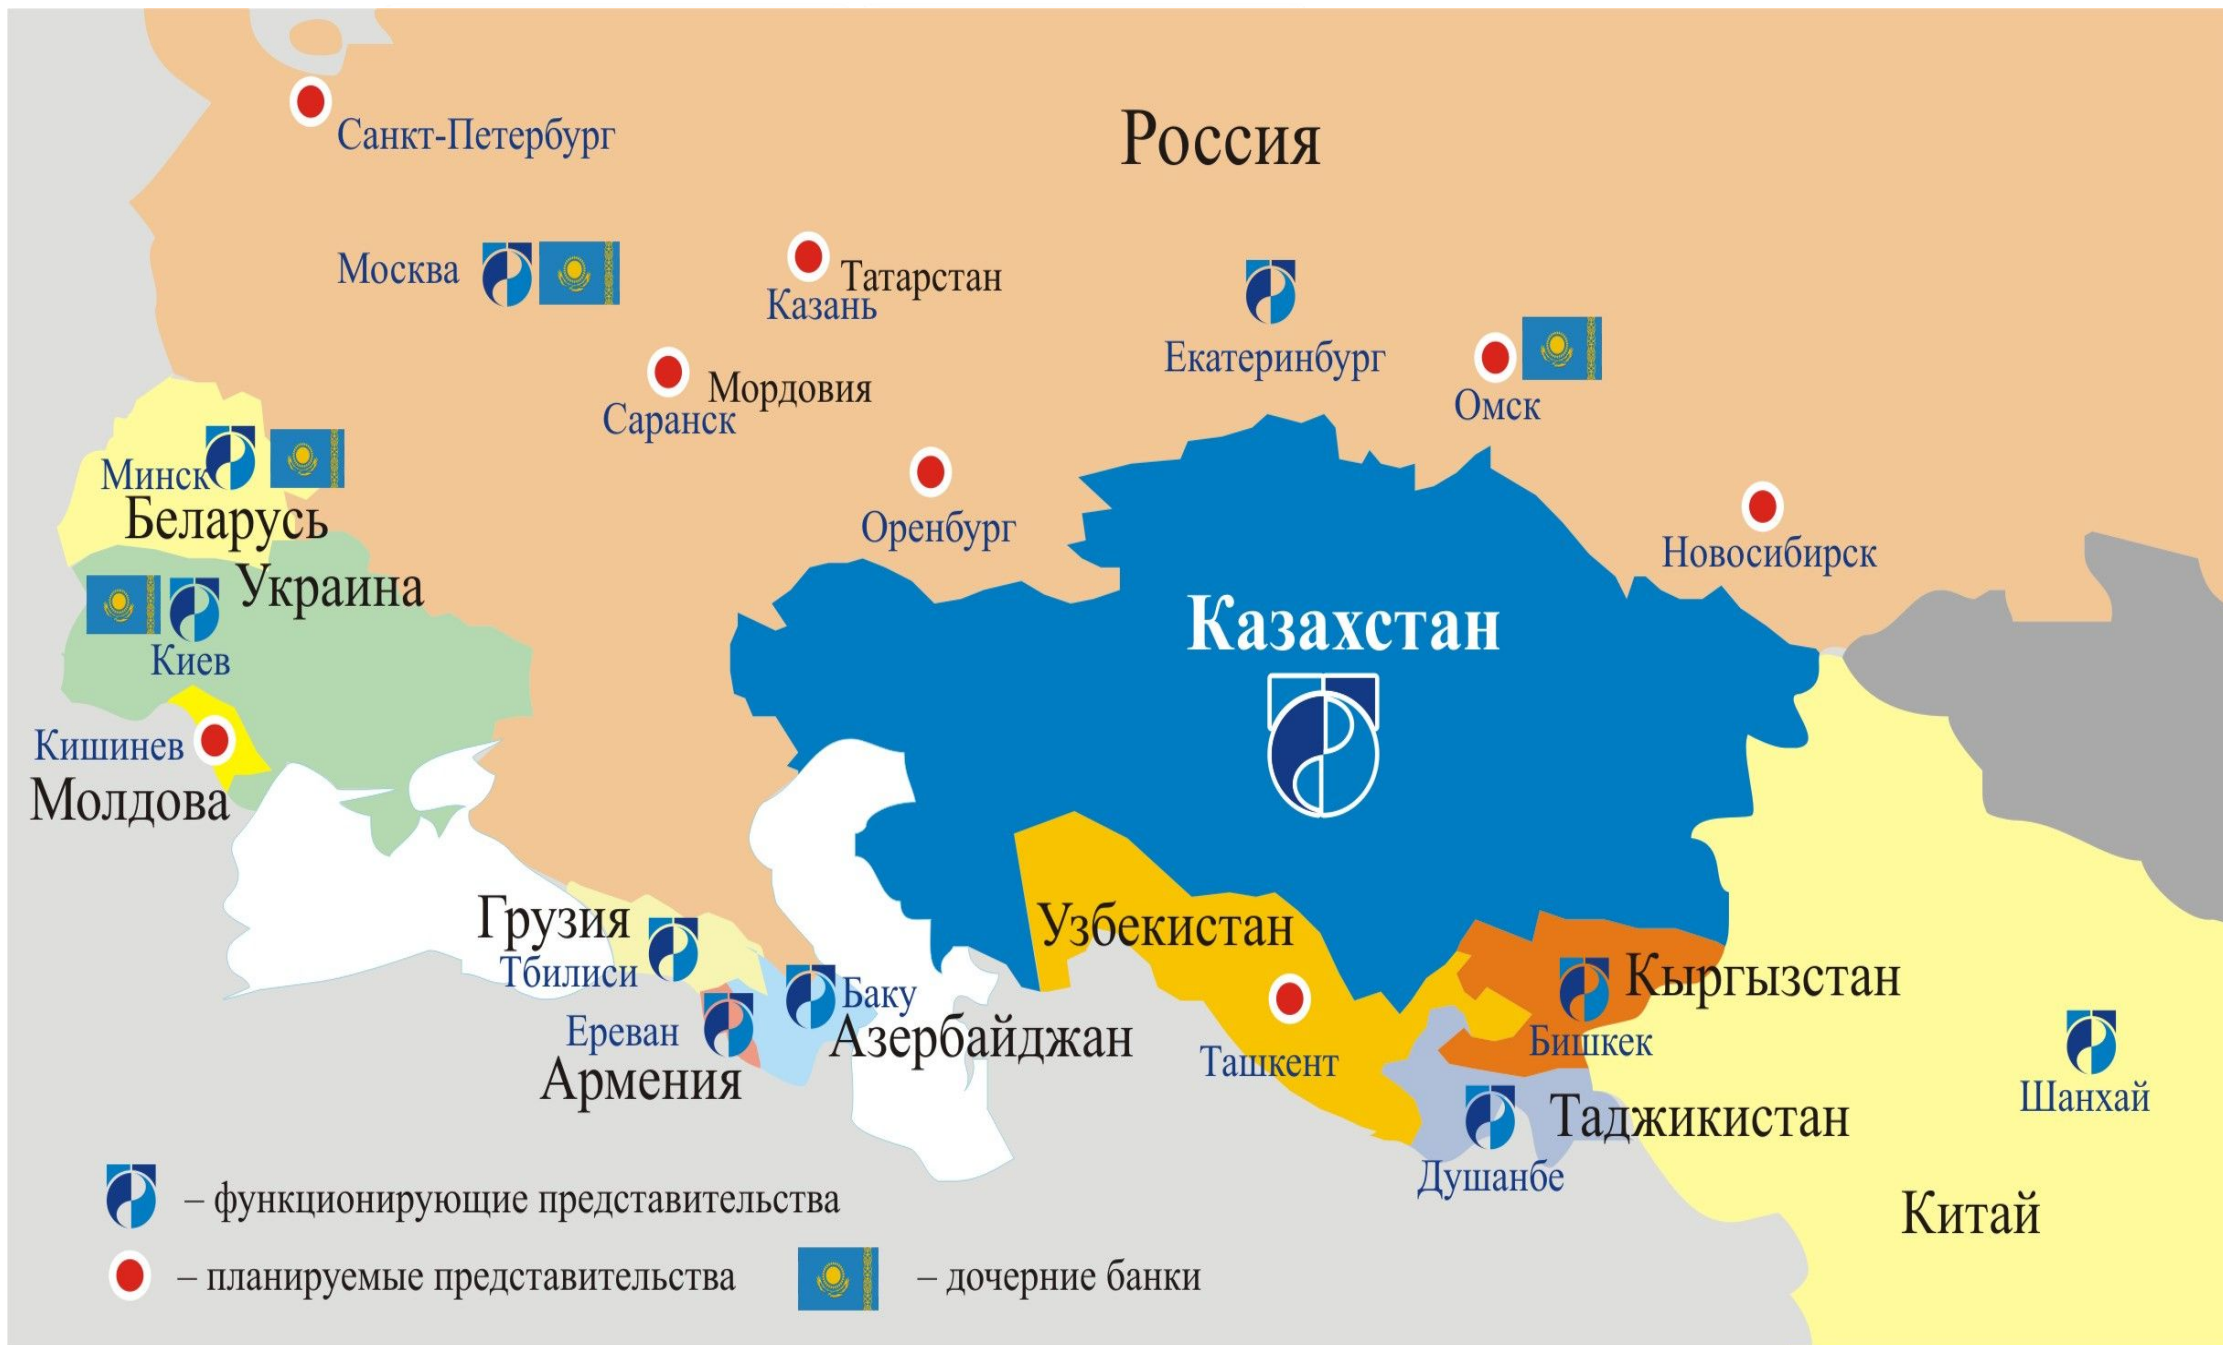 Россия
Санкт-Петербург
Москва
Татарстан
Казань
Екатеринбург
Мордовия
Саранск
Омск
Минск
Беларусь
Оренбург
Новосибирск
Украина
Киев
Казахстан
Кишинев
Молдова
Грузия
Тбилиси
Узбекистан
Кыргызстан
Баку
Азербайджан
Ереван
Армения
Ташкент
Бишкек
Шанхай
Таджикистан
Душанбе
Китай
– функционирующие представительства
– планируемые представительства
– дочерние банки